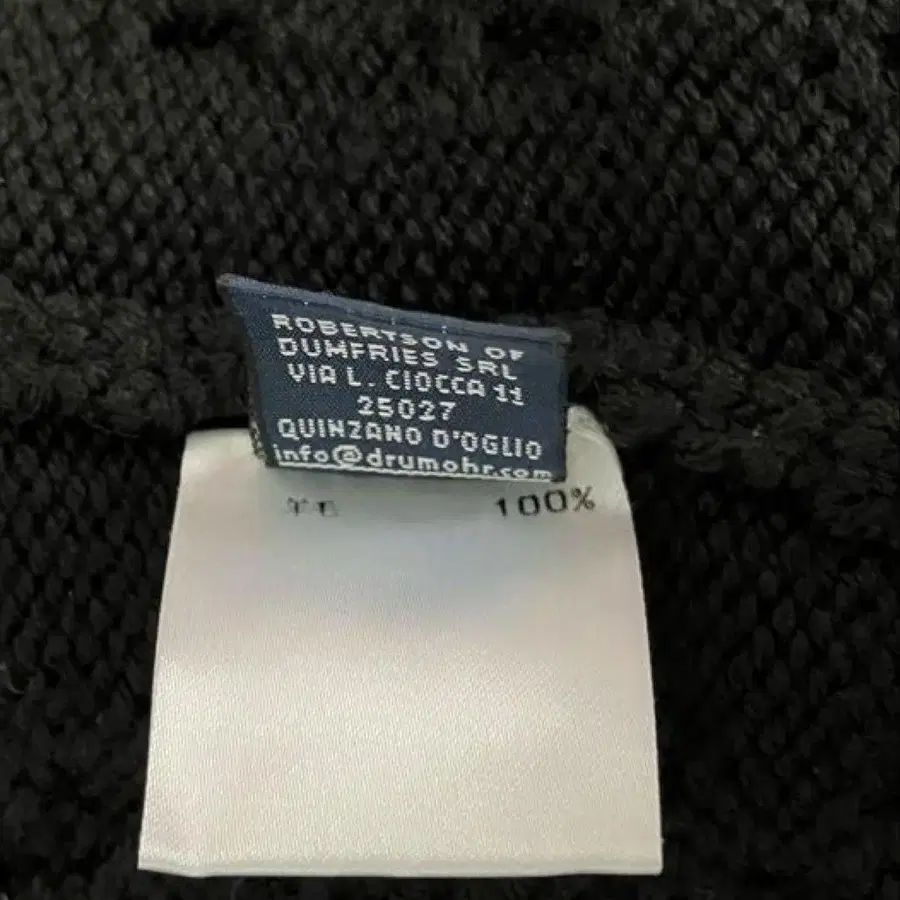 ROBERTSON OF
DUMFRIES SRL
VIA L. CIOCCA 11
25027
QUINZANO D'OGLIO
info@drumohr.com
100%